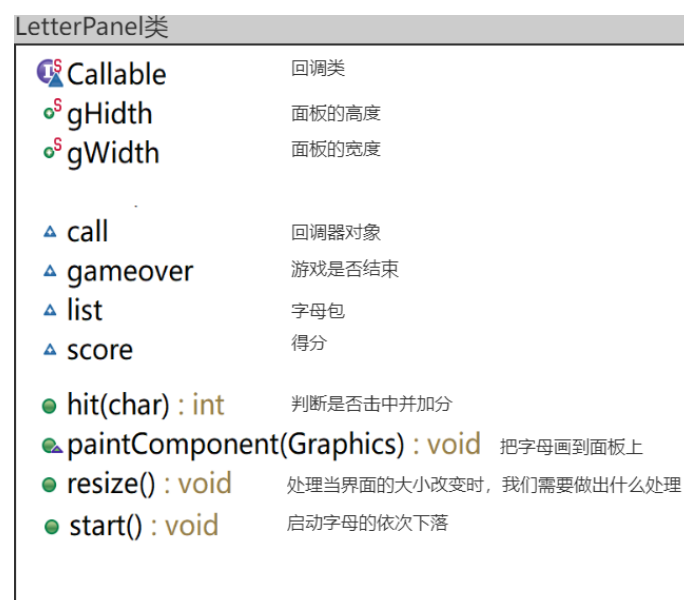 LetterPanel类
Callable 回调类
gHidth 面板的高度
gWidth 面板的宽度
call 回调器对象
gameover 游戏是否结束
list 字母包
score 得分
hit(char) : int 判断是否击中并加分
paintComponent(Graphics) : void 把字母画到面板上
resize() : void 处理当界面的大小改变时，我们需要做出什么处理
start() : void 启动字母的依次下落